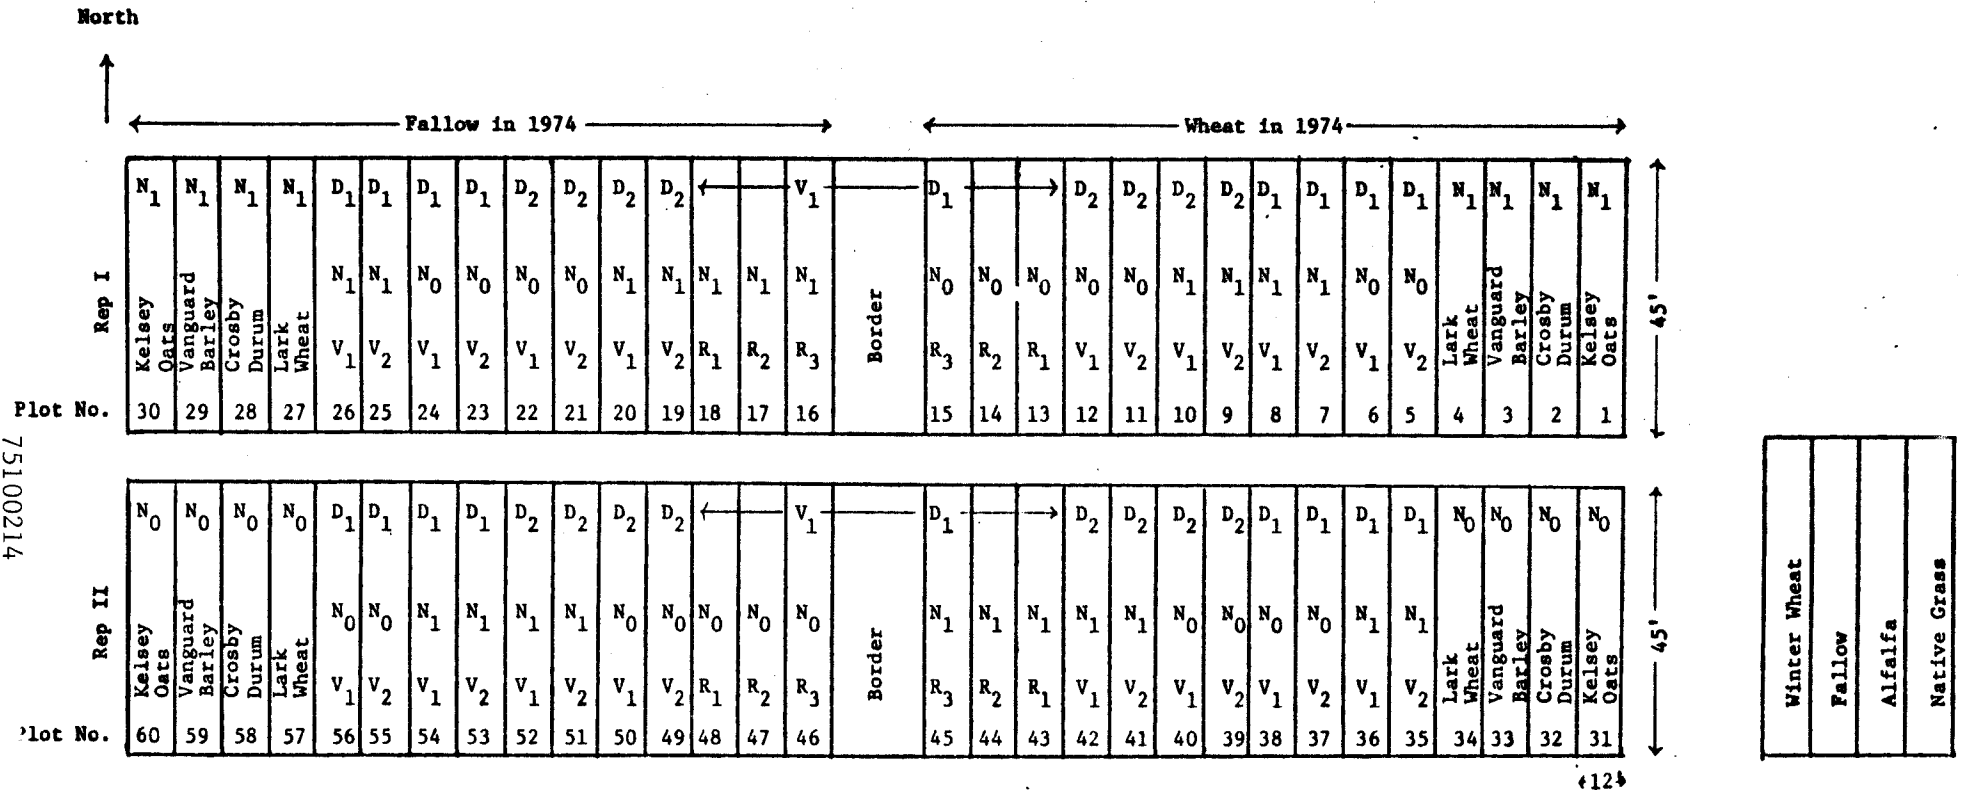 North
Fallow in 1974 Wheat in 1974
N1 N1 N1 N1 D1 D1 D1 D1 D2 D2 D2 D2 V1 D1 D2 D2 D2 D2 D1 D1 D1 D1 N1 N1 N1 N1
N1 N1 N0 N0 N0 N0 N1 N1 N1 N1 N1 N0 N0 N0 N0 N0 N1 N1 N1 N1 N0 N0
Rep I
Kelsey Oats
Vanguard Barley
Crosby Durum
Lark Wheat
V1 V2 V1 V2 V1 V2 V1 V2 R1 R2 R3
Border
R3 R2 R1 V1 V2 V1 V2 V1 V2 V1 V2
Lark Wheat
Vanguard Barley
Crosby Durum
Kelsey Oats
45'
Plot No. 30 29 28 27 26 25 24 23 22 21 20 19 18 17 16 15 14 13 12 11 10 9 8 7 6 5 4 3 2 1
75100214
N0 N0 N0 N0 D1 D1 D1 D1 D2 D2 D2 D2 V1 D1 D2 D2 D2 D2 D1 D1 D1 D1 N0 N0 N0 N0
N0 N0 N1 N1 N1 N1 N0 N0 N0 N0 N0 N1 N1 N1 N1 N1 N0 N0 N0 N0 N1 N1
Rep II
Kelsey Oats
Vanguard Barley
Crosby Durum
Lark Wheat
V1 V2 V1 V2 V1 V2 V1 V2 R1 R2 R3
Border
R3 R2 R1 V1 V2 V1 V2 V1 V2 V1 V2
Lark Wheat
Vanguard Barley
Crosby Durum
Kelsey Oats
45'
Plot No. 60 59 58 57 56 55 54 53 52 51 50 49 48 47 46 45 44 43 42 41 40 39 38 37 36 35 34 33 32 31
12
Winter Wheat
Fallow
Alfalfa
Native Grass